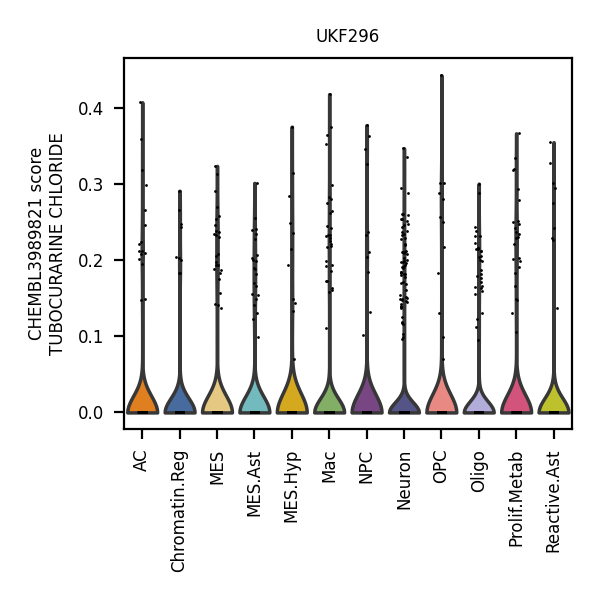 UKF296
CHEMBL3989821 score
TUBOCURARINE CHLORIDE
0.4
0.3
0.2
0.1
0.0
AC
Chromatin.Reg
MES
MES.Ast
MES.Hyp
Mac
NPC
Neuron
OPC
Oligo
Prolif.Metab
Reactive.Ast